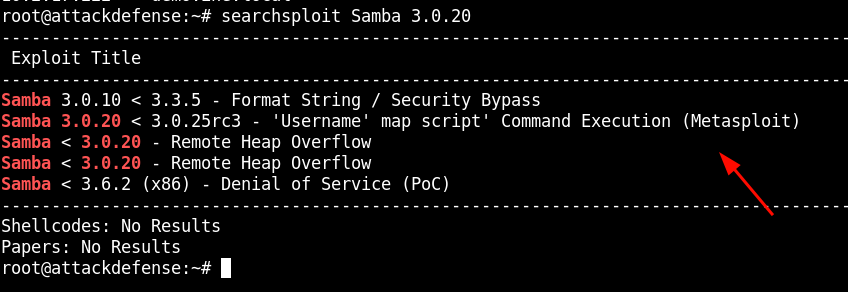 root@attackdefense:~# searchsploit Samba 3.0.20
--------------------------------------------------------------------------------
Exploit Title
--------------------------------------------------------------------------------
Samba 3.0.10 < 3.3.5 - Format String / Security Bypass
Samba 3.0.20 < 3.0.25rc3 - 'Username' map script' Command Execution (Metasploit)
Samba < 3.0.20 - Remote Heap Overflow
Samba < 3.0.20 - Remote Heap Overflow
Samba < 3.6.2 (x86) - Denial of Service (PoC)
--------------------------------------------------------------------------------
Shellcodes: No Results
Papers: No Results
root@attackdefense:~#